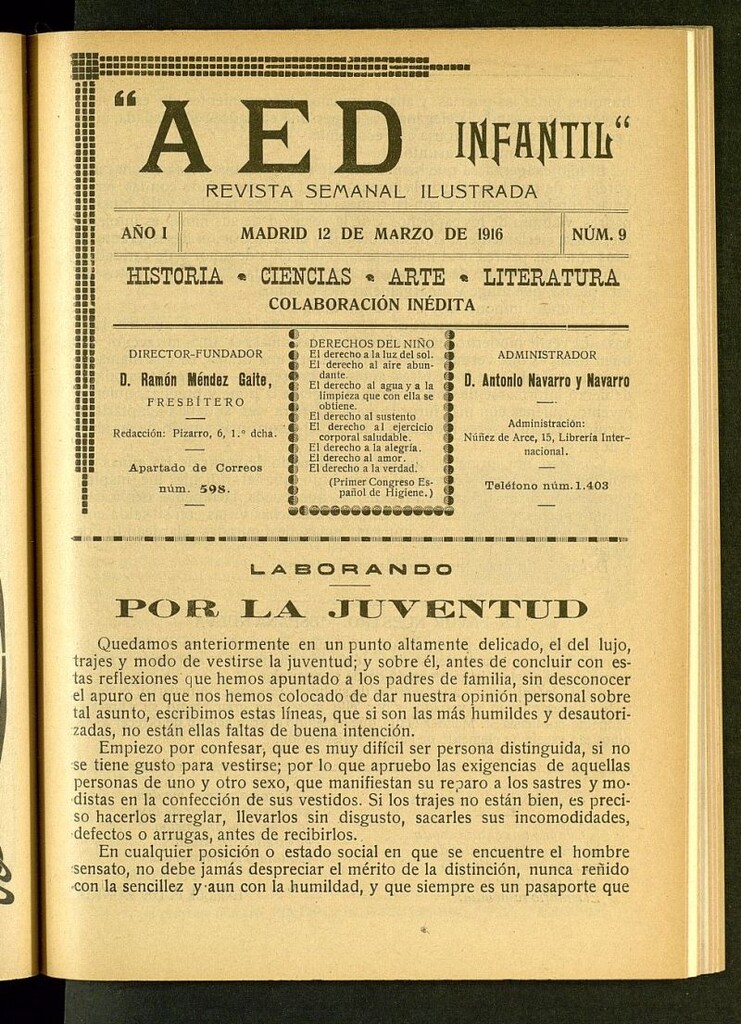 “AED INFANTIL“
REVISTA SEMANAL ILUSTRADA
AÑO I
MADRID 12 DE MARZO DE 1916
NÚM. 9
HISTORIA • CIENCIAS • ARTE • LITERATURA
COLABORACIÓN INÉDITA
DIRECTOR-FUNDADOR
D. Ramón Méndez Gaite,
PRESBÍTERO
Redacción: Pizarro, 6, 1.º dcha.
Apartado de Correos
núm. 598.
DERECHOS DEL NIÑO
El derecho a la luz del sol.
El derecho al aire abun-
dante.
El derecho al agua y a la
limpieza que con ella se
obtiene.
El derecho al sustento
El derecho al ejercicio
corporal saludable.
El derecho a la alegría.
El derecho al amor.
El derecho a la verdad.
(Primer Congreso Es-
pañol de Higiene.)
ADMINISTRADOR
D. Antonio Navarro y Navarro
Administración:
Núñez de Arce, 15, Librería Inter-
nacional.
Teléfono núm. 1.403
LABORANDO
POR LA JUVENTUD
Quedamos anteriormente en un punto altamente delicado, el del lujo,
trajes y modo de vestirse la juventud; y sobre él, antes de concluir con es-
tas reflexiones que hemos apuntado a los padres de familia, sin desconocer
el apuro en que nos hemos colocado de dar nuestra opinión personal sobre
tal asunto, escribimos estas líneas, que si son las más humildes y desautori-
zadas, no están ellas faltas de buena intención.
Empiezo por confesar, que es muy difícil ser persona distinguida, si no
se tiene gusto para vestirse; por lo que apruebo las exigencias de aquellas
personas de uno y otro sexo, que manifiestan su reparo a los sastres y mo-
distas en la confección de sus vestidos. Si los trajes no están bien, es preci-
so hacerlos arreglar, llevarlos sin disgusto, sacarles sus incomodidades,
defectos o arrugas, antes de recibirlos.
En cualquier posición o estado social en que se encuentre el hombre
sensato, no debe jamás despreciar el mérito de la distinción, nunca reñido
con la sencillez y aun con la humildad, y que siempre es un pasaporte que